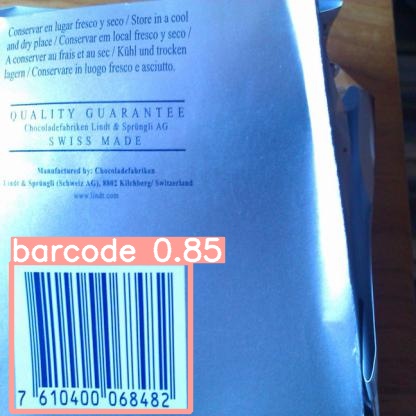 Conservar en lugar fresco y seco / Store in a cool
and dry place / Conservar em local fresco y seco /
A conserver au frais et au sec / Kühl und trocken
lagern / Conservare in luogo fresco e asciutto.
QUALITY GUARANTEE
Chocoladefabriken Lindt & Sprüngli AG
SWISS MADE
Manufactured by: Chocoladefabriken
Lindt & Sprüngli (Schweiz AG), 8802 Kilchberg/ Switzerland
www.lindt.com
barcode 0.85
7 610400 068482